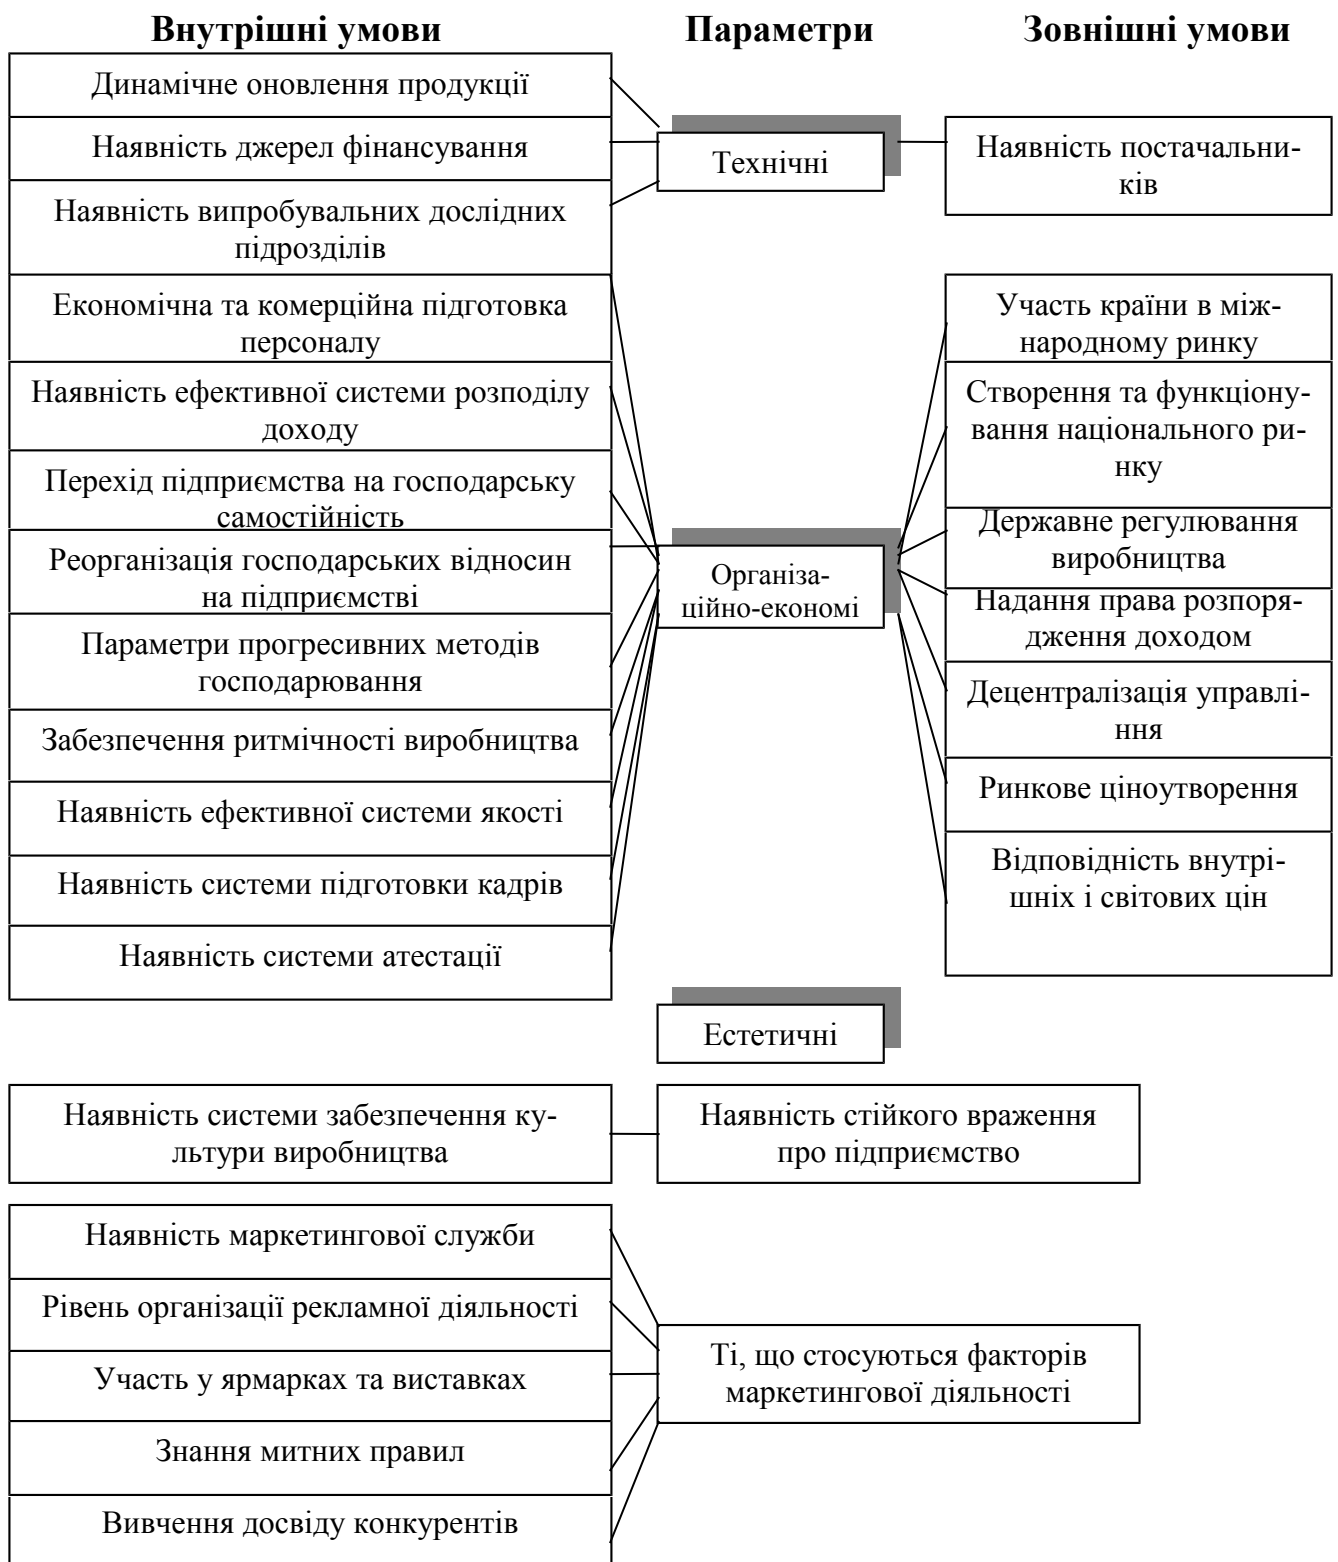 Внутрішні умови
Параметри
Зовнішні умови
Динамічне оновлення продукції
Наявність джерел фінансування
Наявність випробувальних дослідних
підрозділів
Економічна та комерційна підготовка
персоналу
Наявність ефективної системи розподілу
доходу
Перехід підприємства на господарську
самостійність
Реорганізація господарських відносин
на підприємстві
Параметри прогресивних методів
господарювання
Забезпечення ритмічності виробництва
Наявність ефективної системи якості
Наявність системи підготовки кадрів
Наявність системи атестації
Технічні
Організа-
ційно-економі
Естетичні
Наявність постачальни-
ків
Участь країни в між-
народному ринку
Створення та функціону-
вання національного ри-
нку
Державне регулювання
виробництва
Надання права розпоря-
дження доходом
Децентралізація управлі-
ння
Ринкове ціноутворення
Відповідність внутрі-
шніх і світових цін
Наявність системи забезпечення ку-
льтури виробництва
Наявність стійкого враження
про підприємство
Наявність маркетингової служби
Рівень організації рекламної діяльності
Участь у ярмарках та виставках
Знання митних правил
Вивчення досвіду конкурентів
Ті, що стосуються факторів
маркетингової діяльності